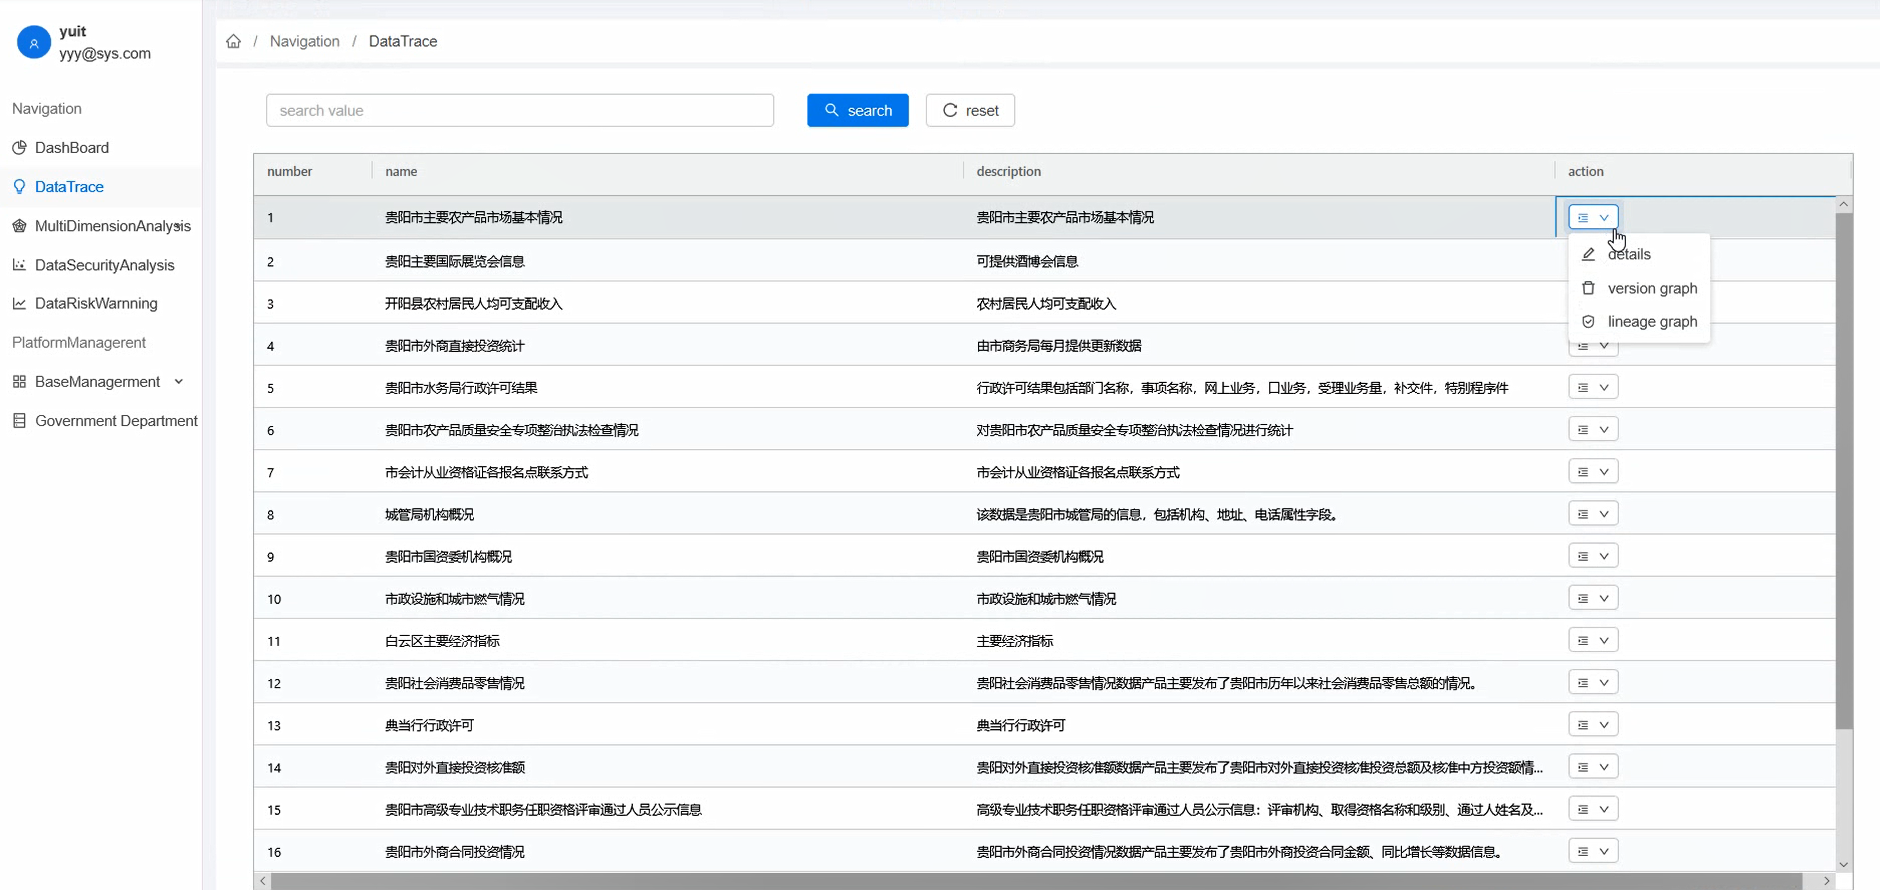 yuit
yyy@sys.com
/ Navigation / DataTrace
Navigation
DashBoard
DataTrace
MultiDimensionAnalysis
DataSecurityAnalysis
DataRiskWarnning
PlatformManagerent
BaseManagerment
Government Department
search value
search
reset
number name description action
1 贵阳市主要农产品市场基本情况 贵阳市主要农产品市场基本情况
details
version graph
lineage graph
2 贵阳主要国际展览会信息 可提供酒博会信息
3 开阳县农村居民人均可支配收入 农村居民人均可支配收入
4 贵阳市外商直接投资统计 由市商务局每月提供更新数据
5 贵阳市水务局行政许可结果 行政许可结果包括部门名称，事项名称，网上业务，口业务，受理业务量，补交件，特别程序件
6 贵阳市农产品质量安全专项整治执法检查情况 对贵阳市农产品质量安全专项整治执法检查情况进行统计
7 市会计从业资格证各报名点联系方式 市会计从业资格证各报名点联系方式
8 城管局机构概况 该数据是贵阳市城管局的信息，包括机构、地址、电话属性字段。
9 贵阳市国资委机构概况 贵阳市国资委机构概况
10 市政设施和城市燃气情况 市政设施和城市燃气情况
11 白云区主要经济指标 主要经济指标
12 贵阳社会消费品零售情况 贵阳社会消费品零售情况数据产品主要发布了贵阳市历年以来社会消费品零售总额的情况。
13 典当行行政许可 典当行行政许可
14 贵阳对外直接投资核准额 贵阳对外直接投资核准额数据产品主要发布了贵阳市对外直接投资核准投资总额及核准中方投资额情...
15 贵阳市高级专业技术职务任职资格评审通过人员公示信息 高级专业技术职务任职资格评审通过人员公示信息：评审机构、取得资格名称和级别、通过人姓名及...
16 贵阳市外商合同投资情况 贵阳市外商合同投资情况数据产品主要发布了贵阳市外商投资合同金额、同比增长等数据信息。